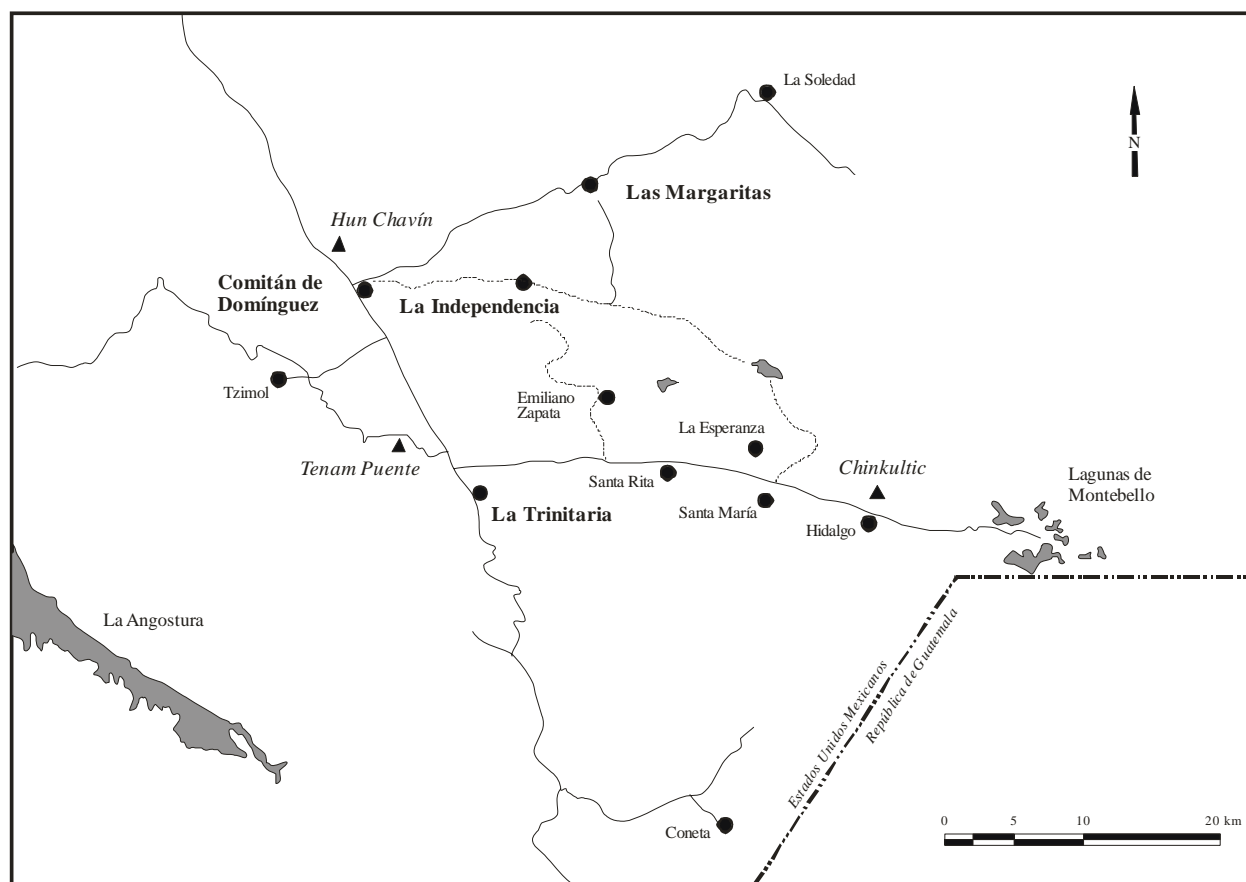 La Soledad
N
Las Margaritas
Hun Chavín
Comitán de
Domínguez
La Independencia
Tzimol
Emiliano
Zapata
La Esperanza
Tenam Puente
Santa Rita
Chinkultic
Lagunas de
Montebello
La Trinitaria
Santa María
Hidalgo
La Angostura
Estados Unidos Mexicanos
República de Guatemala
Coneta
0 5 10 20 km